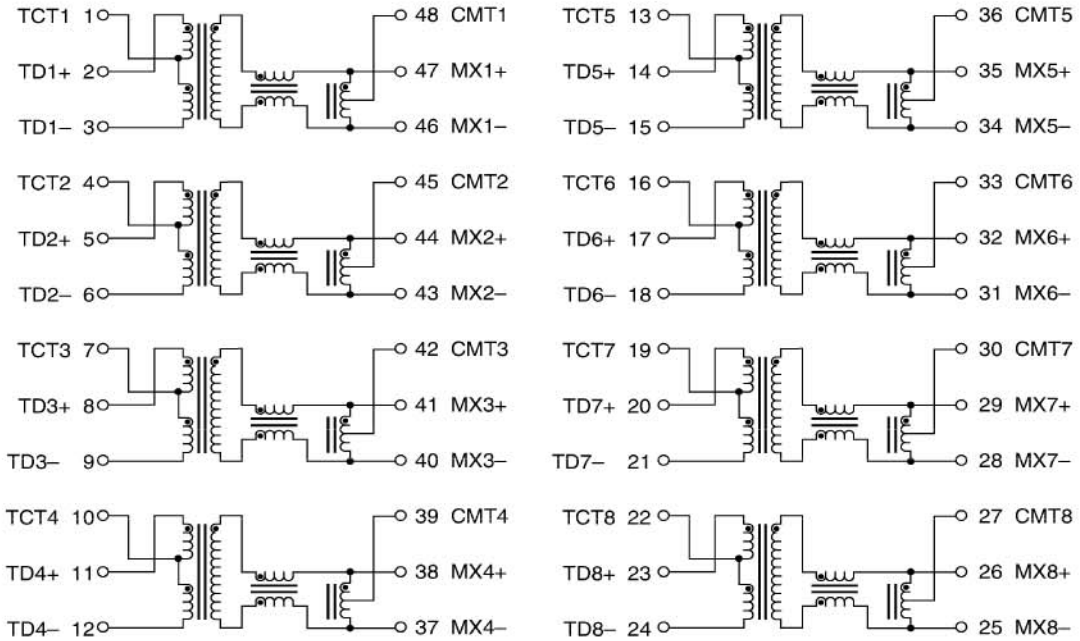 TCT1 1 48 CMT1 TCT5 13 36 CMT5
TD1+ 2 47 MX1+ TD5+ 14 35 MX5+
TD1– 3 46 MX1– TD5– 15 34 MX5–
TCT2 4 45 CMT2 TCT6 16 33 CMT6
TD2+ 5 44 MX2+ TD6+ 17 32 MX6+
TD2– 6 43 MX2– TD6– 18 31 MX6–
TCT3 7 42 CMT3 TCT7 19 30 CMT7
TD3+ 8 41 MX3+ TD7+ 20 29 MX7+
TD3– 9 40 MX3– TD7– 21 28 MX7–
TCT4 10 39 CMT4 TCT8 22 27 CMT8
TD4+ 11 38 MX4+ TD8+ 23 26 MX8+
TD4– 12 37 MX4– TD8– 24 25 MX8–